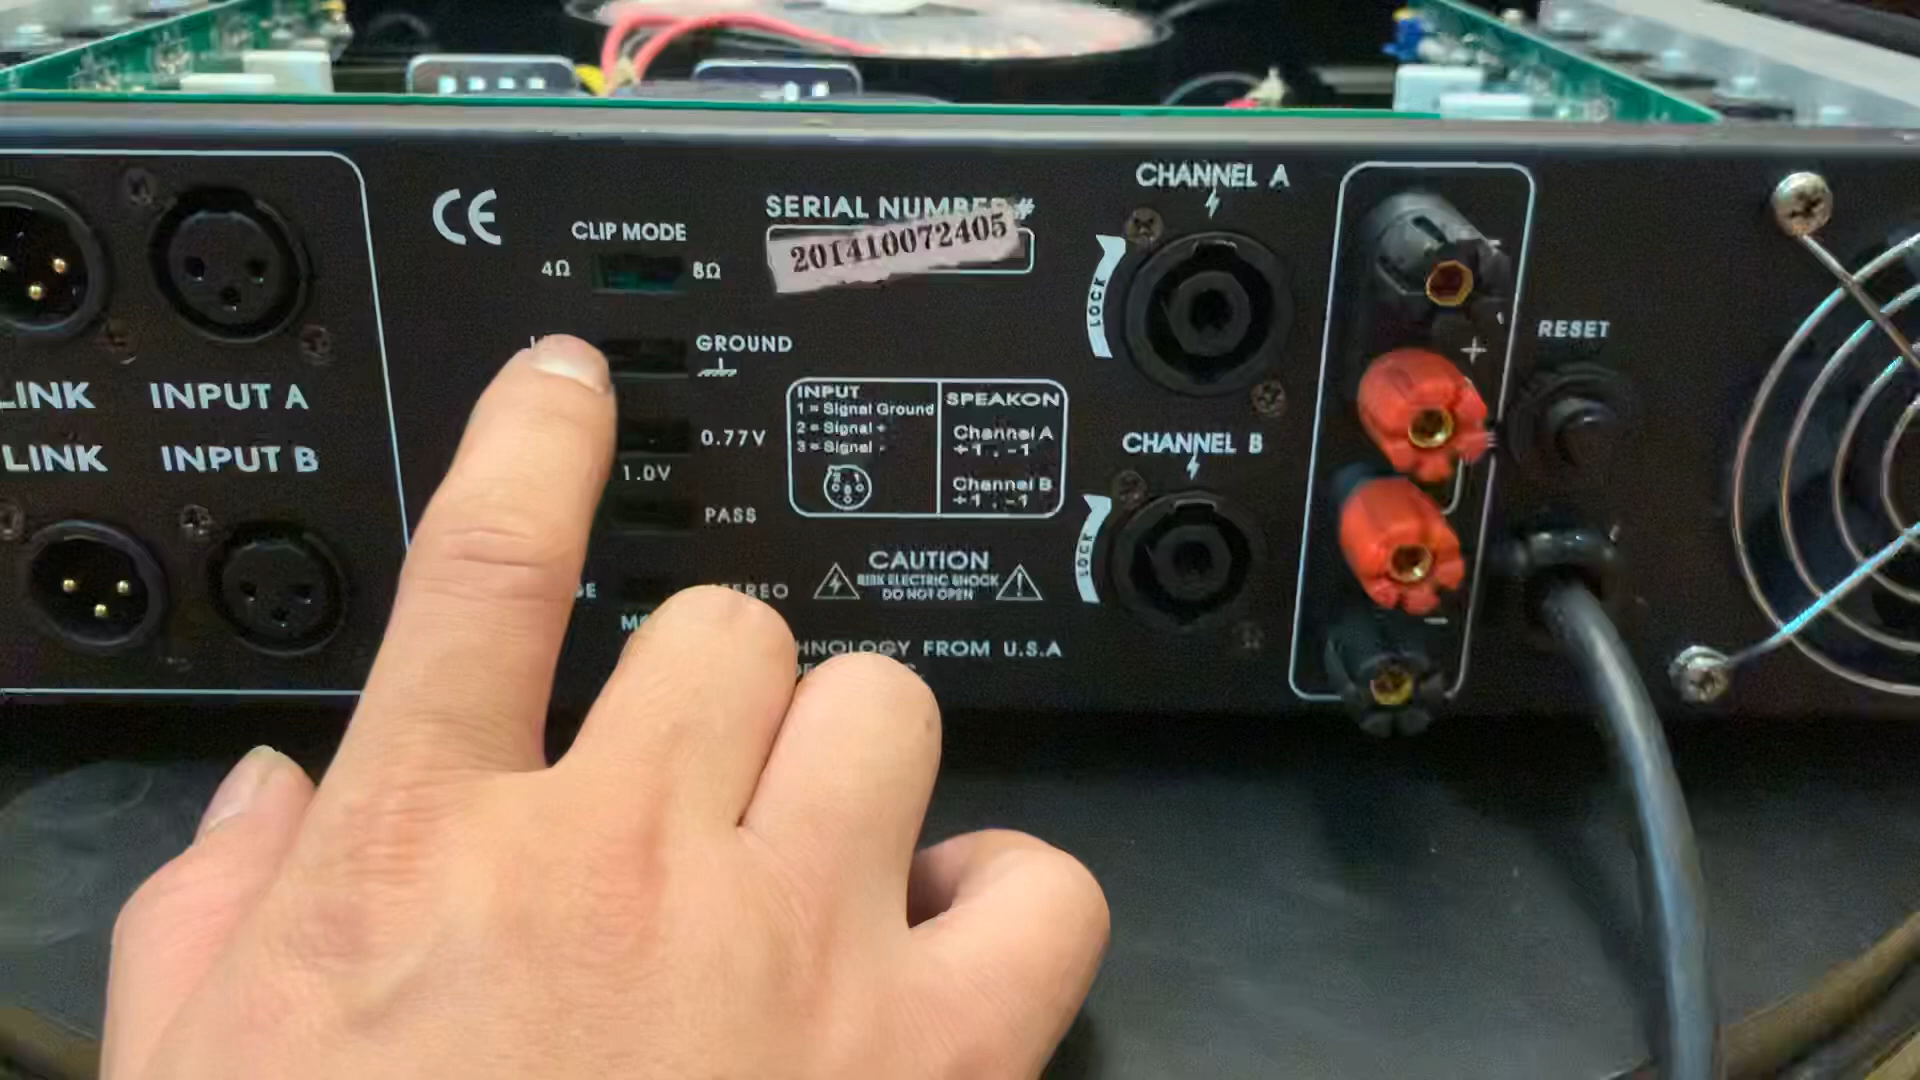 CE
CLIP MODE
4Ω 8Ω
SERIAL NUMBER#
201410072405
CHANNEL A
LOCK
GROUND
RESET
+
LINK INPUT A
LINK INPUT B
0.77V
1.0V
PASS
INPUT
1 = Signal Ground
2 = Signal +
3 = Signal -
SPEAKON
Channel A
+1 , -1
Channel B
+1 , -1
CHANNEL B
LOCK
CAUTION
RISK ELECTRIC SHOCK
DO NOT OPEN
FROM U.S.A